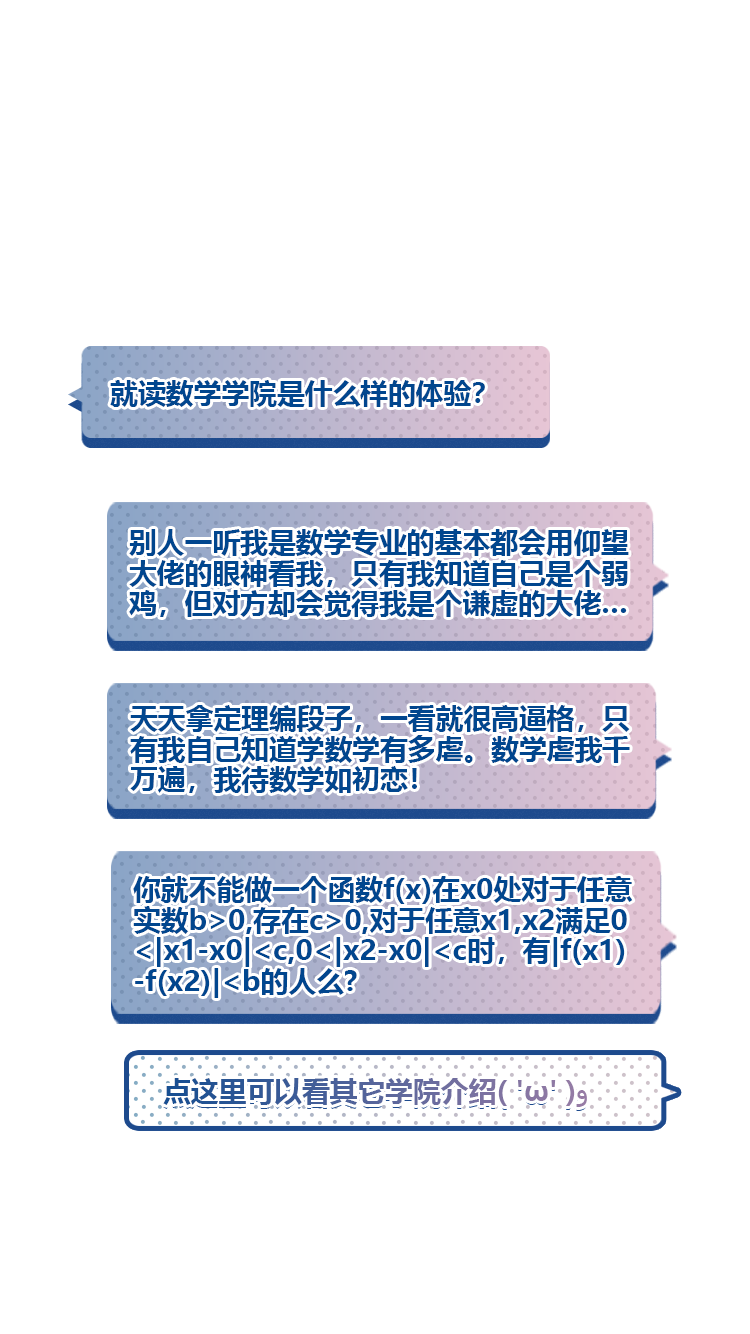 就读数学学院是什么样的体验?
别人一听我是数学专业的基本都会用仰望
大佬的眼神看我，只有我知道自己是个弱
鸡，但对方却会觉得我是个谦虚的大佬...
天天拿定理编段子，一看就很高逼格，只
有我自己知道学数学有多虐。数学虐我千
万遍，我待数学如初恋!
你就不能做一个函数f(x)在x0处对于任意
实数b>0,存在c>0,对于任意x1,x2满足0
<|x1-x0|<c,0<|x2-x0|<c时，有|f(x1)
-f(x2)|<b的人么?
点这里可以看其它学院介绍( 'ω' )و